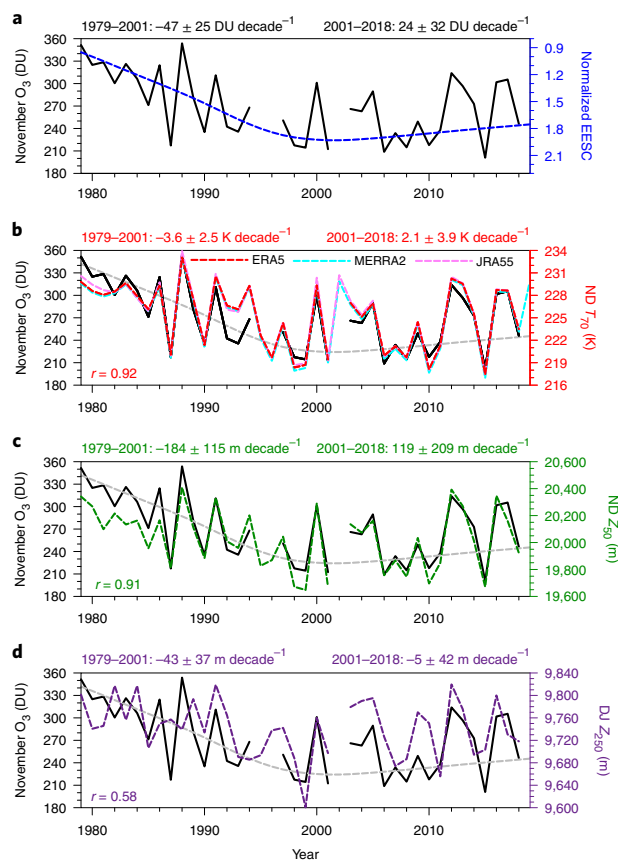 a
1979–2001: –47 ± 25 DU decade⁻¹ 2001–2018: 24 ± 32 DU decade⁻¹
November O₃ (DU)
360
330
300
270
240
210
180
0.9
1.2
1.5
1.8
2.1
Normalized EESC
1980 1990 2000 2010
b
1979–2001: –3.6 ± 2.5 K decade⁻¹ 2001–2018: 2.1 ± 3.9 K decade⁻¹
November O₃ (DU)
360
330
300
270
240
210
180
ERA5 MERRA2 JRA55
r = 0.92
234
231
228
225
222
219
216
ND T₇₀ (K)
1980 1990 2000 2010
c
1979–2001: –184 ± 115 m decade⁻¹ 2001–2018: 119 ± 209 m decade⁻¹
November O₃ (DU)
360
330
300
270
240
210
180
r = 0.91
20,600
20,400
20,200
20,000
19,800
19,600
ND Z₅₀ (m)
1980 1990 2000 2010
d
1979–2001: –43 ± 37 m decade⁻¹ 2001–2018: –5 ± 42 m decade⁻¹
November O₃ (DU)
360
330
300
270
240
210
180
r = 0.58
9,840
9,800
9,760
9,720
9,680
9,640
9,600
DJ Z₂₅₀ (m)
1980 1990 2000 2010
Year